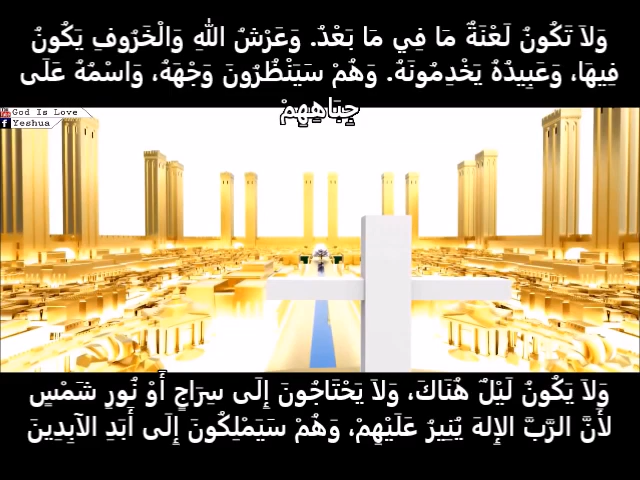 وَلاَ تَكُونُ لَعْنَةٌ مَا فِي مَا بَعْدُ. وَعَرْشُ اللهِ وَالْخَرُوفِ يَكُونُ
فِيهَا، وَعَبِيدُهُ يَخْدِمُونَهُ. وَهُمْ سَيَنْظُرُونَ وَجْهَهُ، وَاسْمُهُ عَلَى
جِبَاهِهِمْ
God Is Love
Yeshua
وَلاَ يَكُونُ لَيْلٌ هُنَاكَ، وَلاَ يَحْتَاجُونَ إِلَى سِرَاجٍ أَوْ نُورِ شَمْسٍ
لأَنَّ الرَّبَّ الإِلهَ يُنِيرُ عَلَيْهِمْ، وَهُمْ سَيَمْلِكُونَ إِلَى أَبَدِ الآبِدِينَ